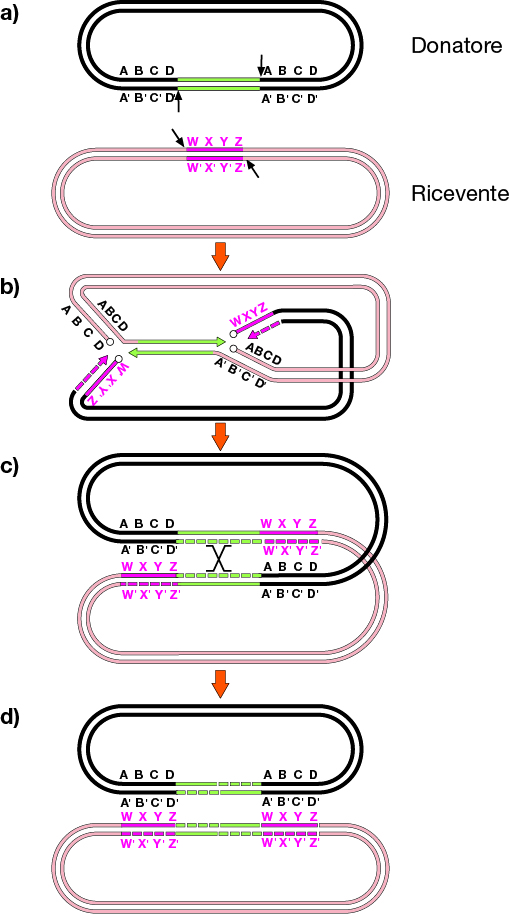 a)
A B C D A B C D
Donatore
A' B' C' D' A' B' C' D'
W X Y Z
W' X' Y' Z'
Ricevente
b)
ABCD
A B C D
WXYZ
ABCD
A' B' C' D'
W' X' Y' Z'
c)
A B C D W X Y Z
A' B' C' D' W' X' Y' Z'
W X Y Z A B C D
W' X' Y' Z' A' B' C' D'
d)
A B C D A B C D
A' B' C' D' A' B' C' D'
W X Y Z W X Y Z
W' X' Y' Z' W' X' Y' Z'